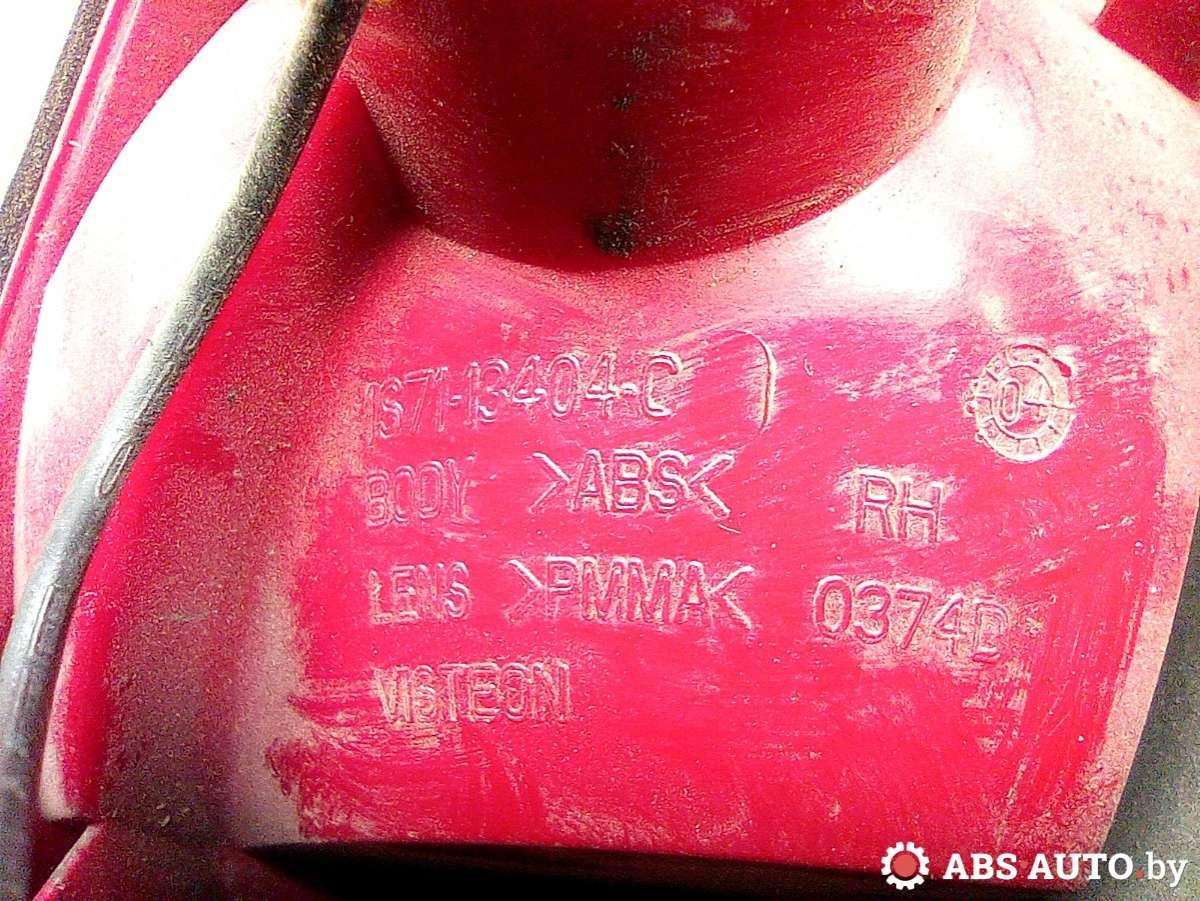 1S71-13404-C
04
BODY >ABS< RH
LENS >PMMA< 0374D
VISTEON
ABS AUTO.by